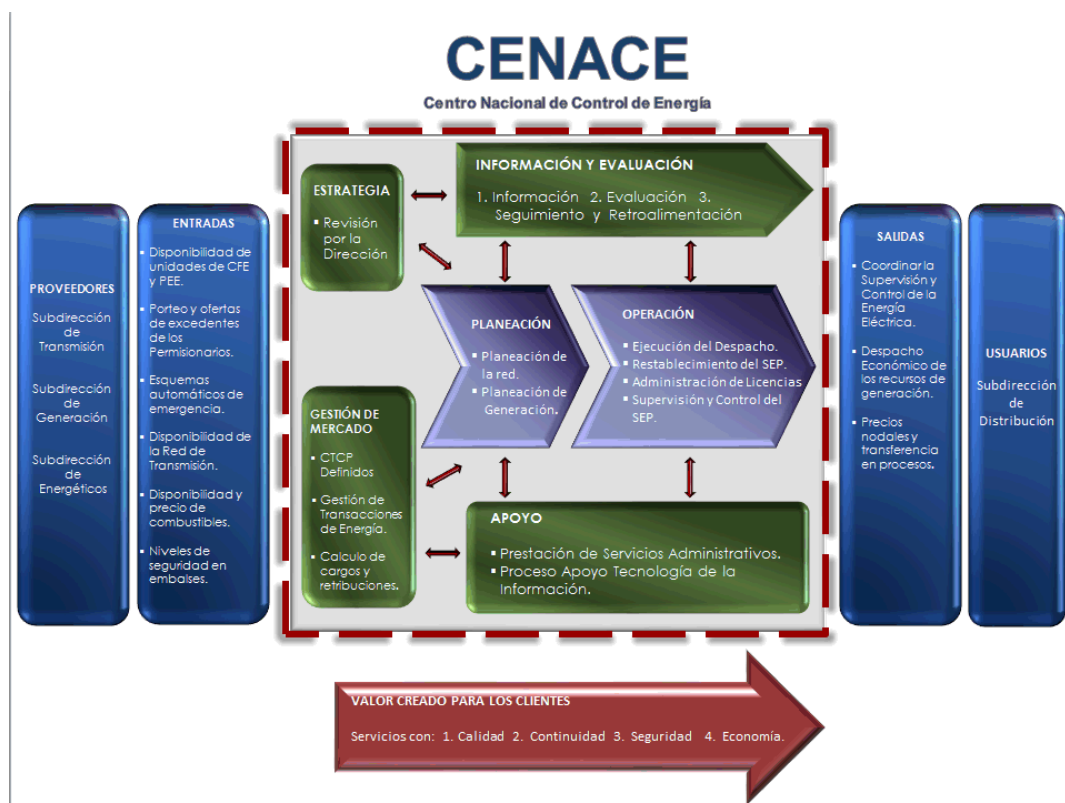 CENACE
Centro Nacional de Control de Energía
PROVEEDORES
Subdirección
de
Transmisión
Subdirección
de
Generación
Subdirección
de
Energéticos
ENTRADAS
▪ Disponibilidad de
unidades de CFE
y PEE.
▪ Porteo y ofertas
de excedentes
de los
Permisionarios.
▪ Esquemas
automáticos de
emergencia.
▪ Disponibilidad de
la Red de
Transmisión.
▪ Disponibilidad y
precio de
combustibles.
▪ Niveles de
seguridad en
embalses.
ESTRATEGIA
▪ Revisión
por la
Dirección
INFORMACIÓN Y EVALUACIÓN
1. Información 2. Evaluación 3.
Seguimiento y Retroalimentación
PLANEACIÓN
▪ Planeación de
la red.
▪ Planeación de
Generación.
OPERACIÓN
▪ Ejecución del Despacho.
▪ Restablecimiento del SEP.
▪ Administración de Licencias
▪ Supervisión y Control del
SEP.
GESTIÓN DE
MERCADO
▪ CTCP
Definidos
▪ Gestión de
Transacciones
de Energía.
▪ Calculo de
cargos y
retribuciones.
APOYO
▪ Prestación de Servicios Administrativos.
▪ Proceso Apoyo Tecnología de la
Información.
SALIDAS
▪ Coordinar la
Supervisión y
Control de la
Energía
Eléctrica.
▪ Despacho
Económico de
los recursos de
generación.
▪ Precios
nodales y
transferencia
en procesos.
USUARIOS
Subdirección
de
Distribución
VALOR CREADO PARA LOS CLIENTES
Servicios con: 1. Calidad 2. Continuidad 3. Seguridad 4. Economía.